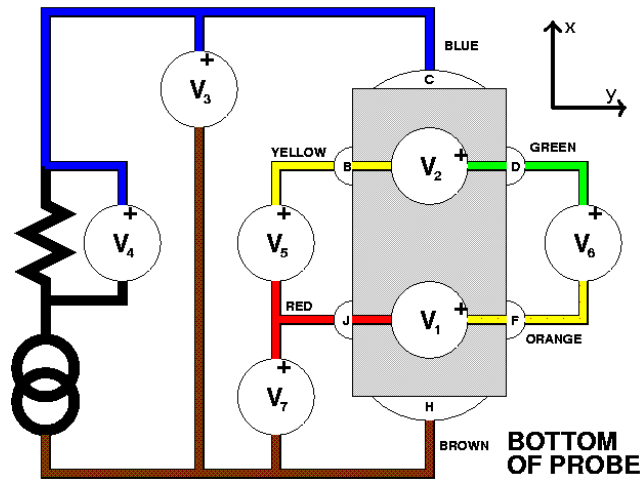 BLUE
x
y
+
V3
C
YELLOW
GREEN
B
V2
+
D
+
V4
+
V5
+
V6
RED
J
V1
+
F
ORANGE
+
V7
H
BROWN
BOTTOM
OF PROBE